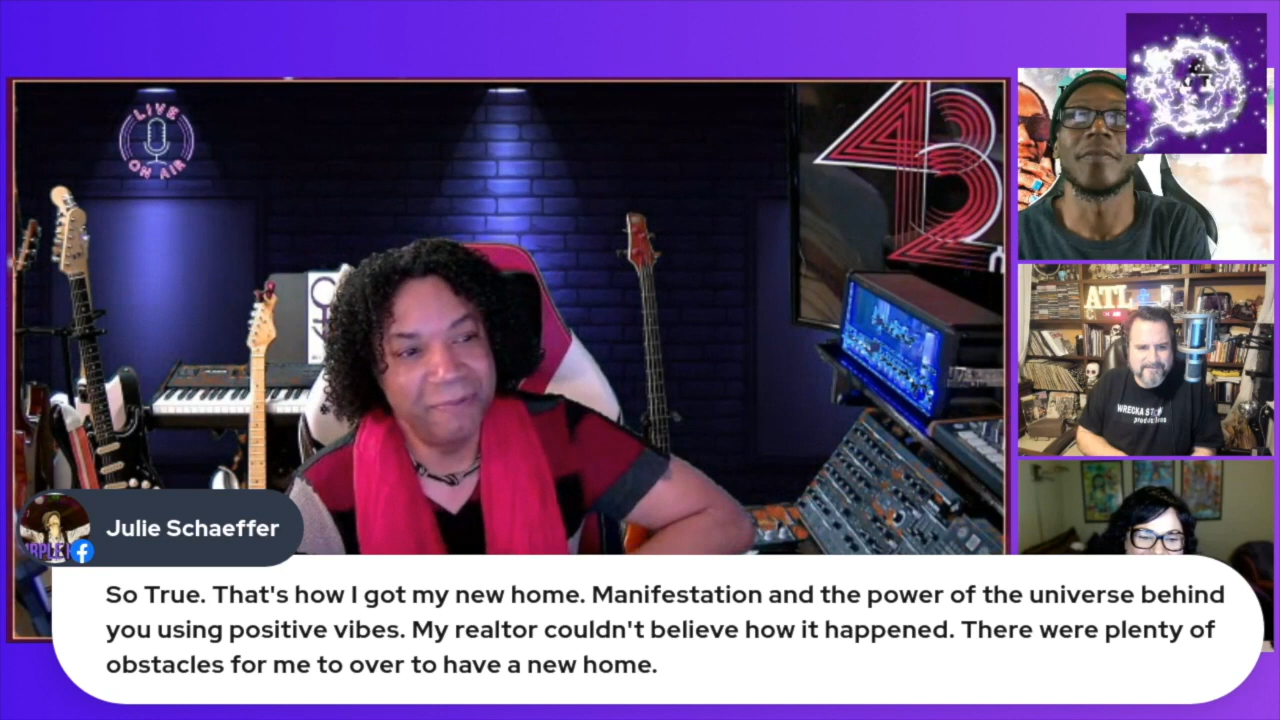 LIVE
ON AIR
42
ATL
WRECKA
Julie Schaeffer
So True. That's how I got my new home. Manifestation and the power of the universe behind
you using positive vibes. My realtor couldn't believe how it happened. There were plenty of
obstacles for me to over to have a new home.